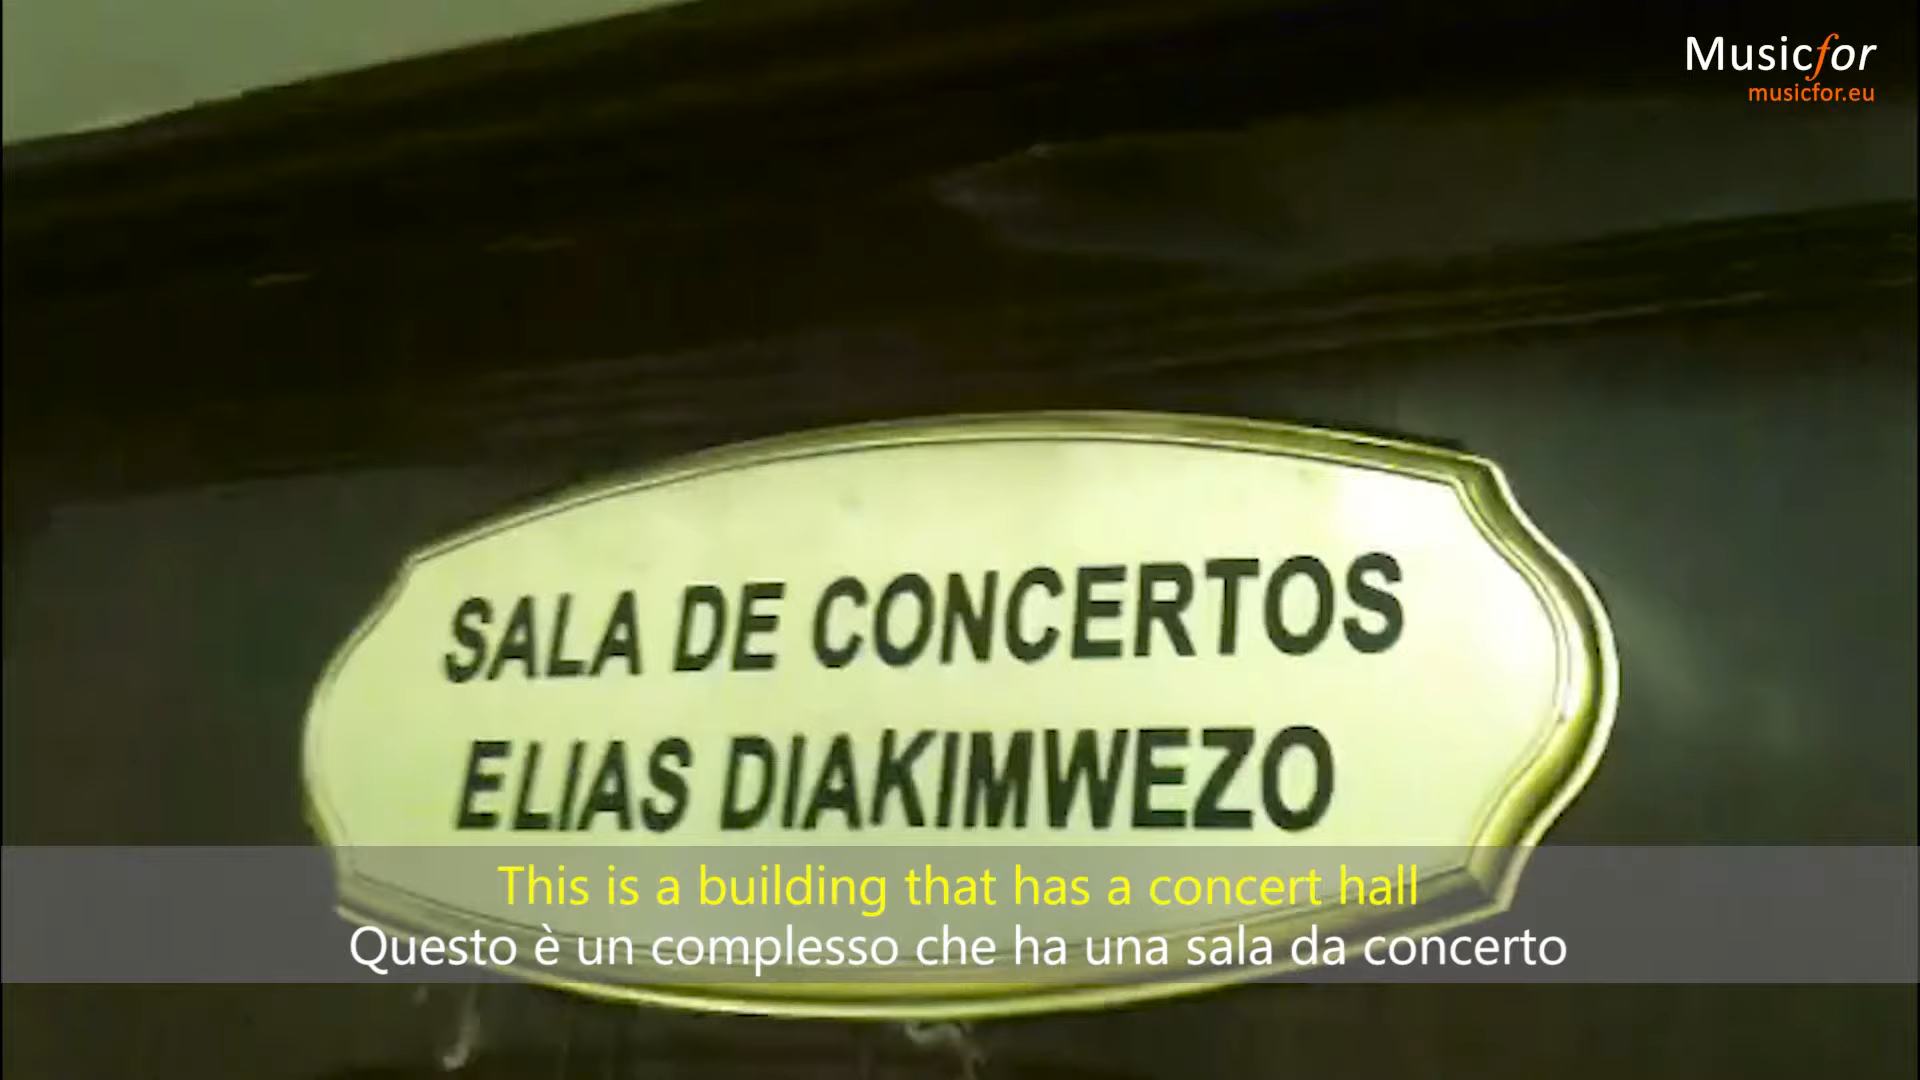 Musicfor
musicfor.eu
SALA DE CONCERTOS
ELIAS DIAKIMWEZO
This is a building that has a concert hall
Questo è un complesso che ha una sala da concerto